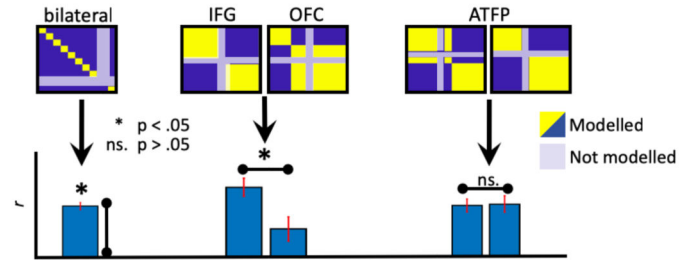 bilateral
IFG OFC
ATFP
* p < .05
ns. p > .05
Modelled
Not modelled
*
*
ns.
r